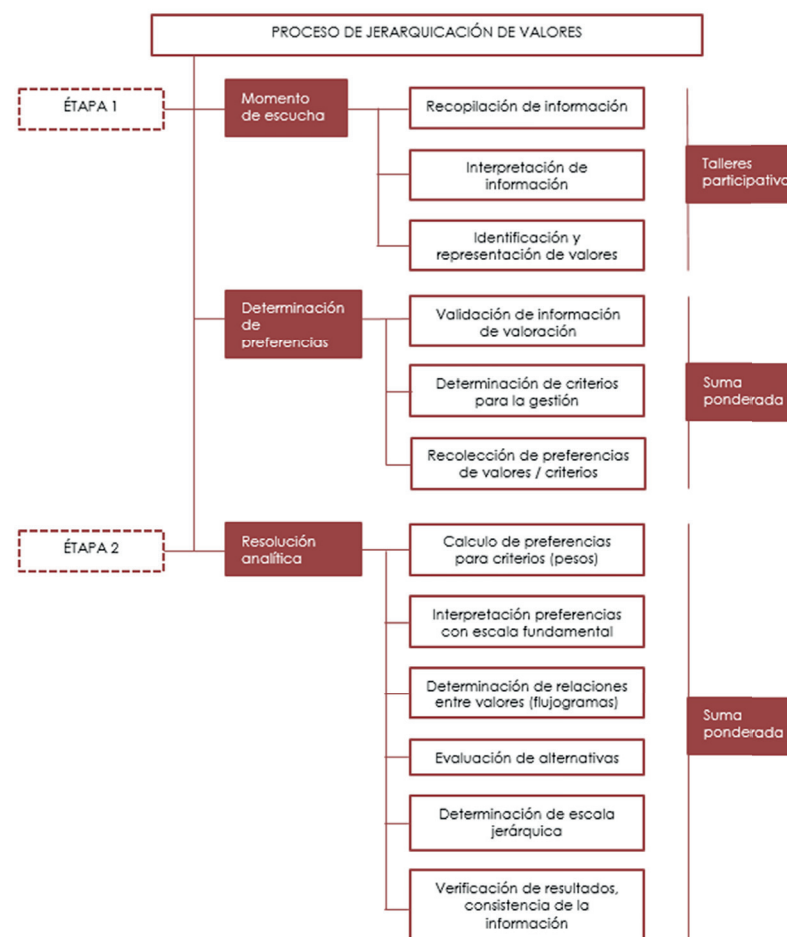 PROCESO DE JERARQUICACIÓN DE VALORES
ÉTAPA 1
Momento
de escucha
Recopilación de información
Interpretación de
información
Identificación y
representación de valores
Talleres
participativo
Determinación
de
preferencias
Validación de información
de valoración
Determinación de criterios
para la gestión
Recolección de preferencias
de valores / criterios
Suma
ponderada
ÉTAPA 2
Resolución
analítica
Calculo de preferencias
para criterios (pesos)
Interpretación preferencias
con escala fundamental
Determinación de relaciones
entre valores (flujogramas)
Evaluación de alternativas
Determinación de escala
jerárquica
Verificación de resultados,
consistencia de la
información
Suma
ponderada